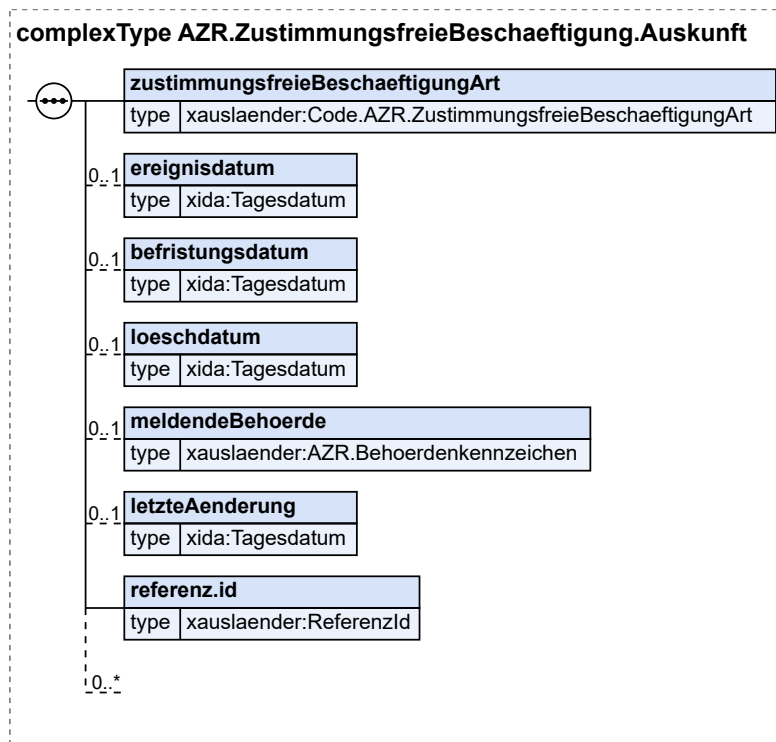 complexType AZR.ZustimmungsfreieBeschaeftigung.Auskunft
zustimmungsfreieBeschaeftigungArt
type xauslaender:Code.AZR.ZustimmungsfreieBeschaeftigungArt
0..1 ereignisdatum
type xida:Tagesdatum
0..1 befristungsdatum
type xida:Tagesdatum
0..1 loeschdatum
type xida:Tagesdatum
0..1 meldendeBehoerde
type xauslaender:AZR.Behoerdenkennzeichen
0..1 letzteAenderung
type xida:Tagesdatum
referenz.id
type xauslaender:ReferenzId
0..*